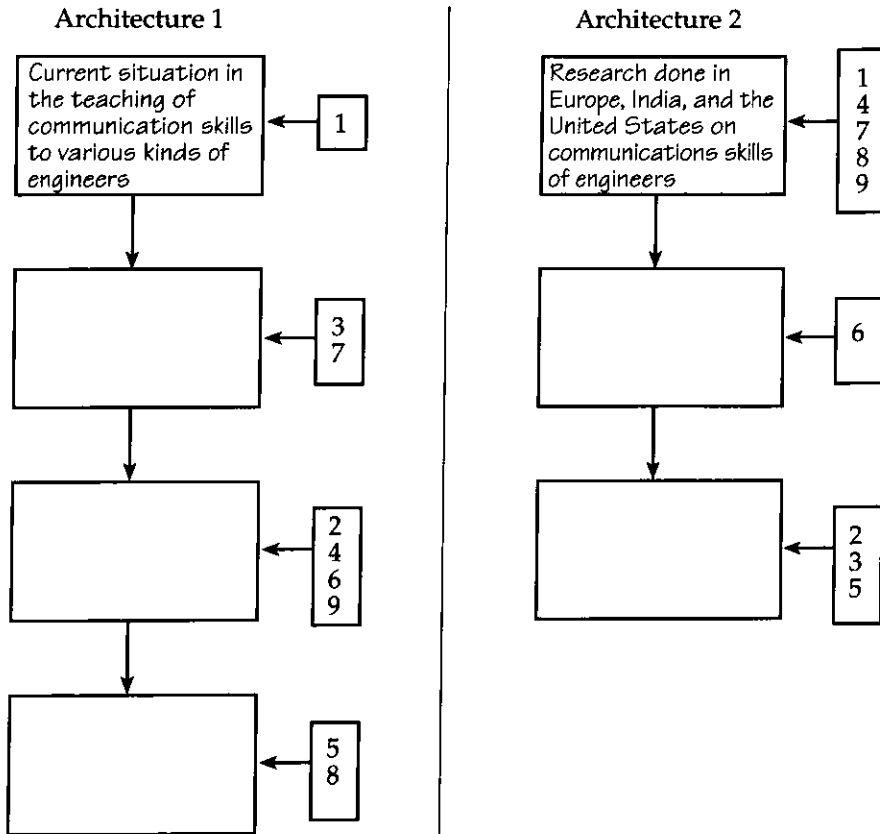 Architecture 1
Current situation in
the teaching of
communication skills
to various kinds of
engineers
1
3
7
2
4
6
9
5
8
Architecture 2
Research done in
Europe, India, and the
United States on
communications skills
of engineers
1
4
7
8
9
6
2
3
5